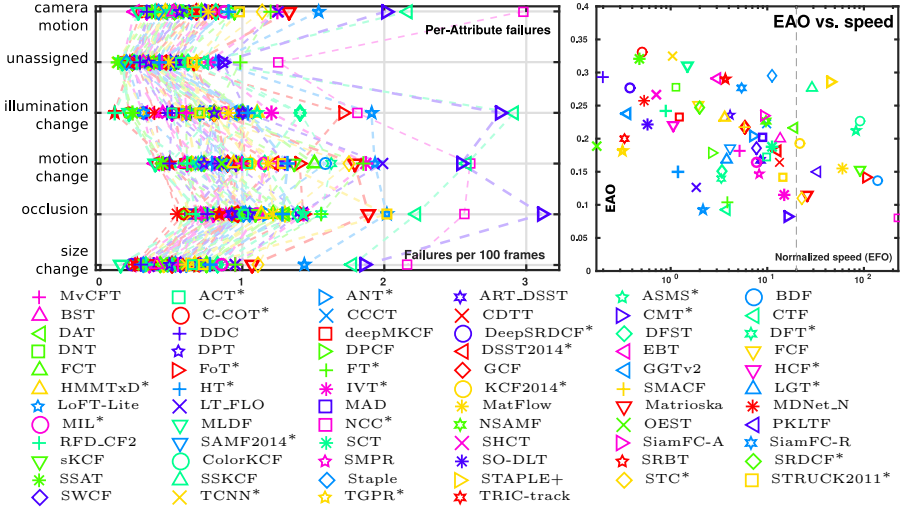 camera
motion
unassigned
illumination
change
motion
change
occlusion
size
change
Per-Attribute failures
Failures per 100 frames
0 1 2 3
EAO vs. speed
EAO
Normalized speed (EFO)
0,4
0,35
0.3
0,25
0,2
0.15
0.1
0.05
0
10⁰ 10¹ 10²
MvCFT ACT* ANT* ART_DSST ASMS* BDF
BST C-COT* CCCT CDTT CMT* CTF
DAT DDC deepMKCF DeepSRDCF* DFST DFT*
DNT DPT DPCF DSST2014* EBT FCF
FCT FoT* FT* GCF GGTv2 HCF*
HMMTxD* HT* IVT* KCF2014* SMACF LGT*
LoFT-Lite LT_FLO MAD MatFlow Matrioska MDNet_N
MIL* MLDF NCC* NSAMF OEST PKLTF
RFD_CF2 SAMF2014* SCT SHCT SiamFC-A SiamFC-R
sKCF ColorKCF SMPR SO-DLT SRBT SRDCF*
SSAT SSKCF Staple STAPLE+ STC* STRUCK2011*
SWCF TCNN* TGPR* TRIC-track